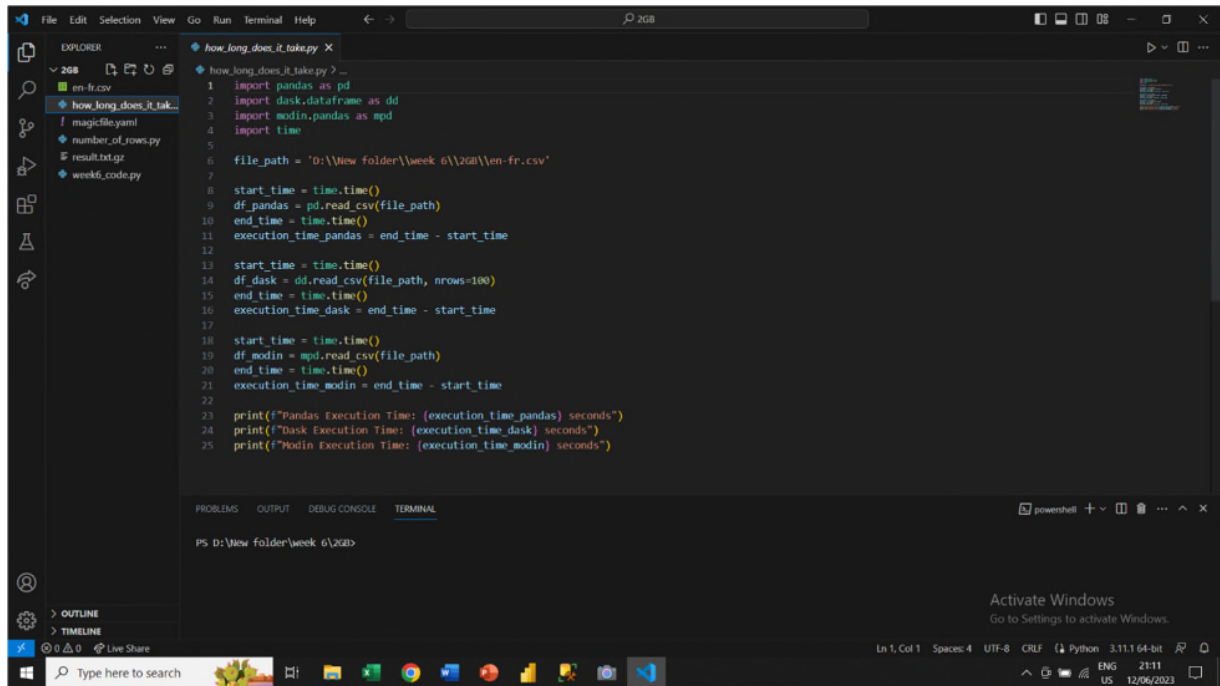 File Edit Selection View Go Run Terminal Help
2GB
EXPLORER
2GB
en-fr.csv
how_long_does_it_tak...
magicfile.yaml
number_of_rows.py
result.txt.gz
week6_code.py
OUTLINE
TIMELINE
how_long_does_it_take.py
how_long_does_it_take.py > ...
1 import pandas as pd
2 import dask.dataframe as dd
3 import modin.pandas as mpd
4 import time
5
6 file_path = 'D:\\New folder\\week 6\\2GB\\en-fr.csv'
7
8 start_time = time.time()
9 df_pandas = pd.read_csv(file_path)
10 end_time = time.time()
11 execution_time_pandas = end_time - start_time
12
13 start_time = time.time()
14 df_dask = dd.read_csv(file_path, nrows=100)
15 end_time = time.time()
16 execution_time_dask = end_time - start_time
17
18 start_time = time.time()
19 df_modin = mpd.read_csv(file_path)
20 end_time = time.time()
21 execution_time_modin = end_time - start_time
22
23 print(f"Pandas Execution Time: {execution_time_pandas} seconds")
24 print(f"Dask Execution Time: {execution_time_dask} seconds")
25 print(f"Modin Execution Time: {execution_time_modin} seconds")
PROBLEMS OUTPUT DEBUG CONSOLE TERMINAL
powershell
PS D:\New folder\week 6\2GB>
Activate Windows
Go to Settings to activate Windows.
0 0 Live Share
Ln 1, Col 1 Spaces: 4 UTF-8 CRLF Python 3.11.1 64-bit
Type here to search
ENG
US
21:11
12/06/2023